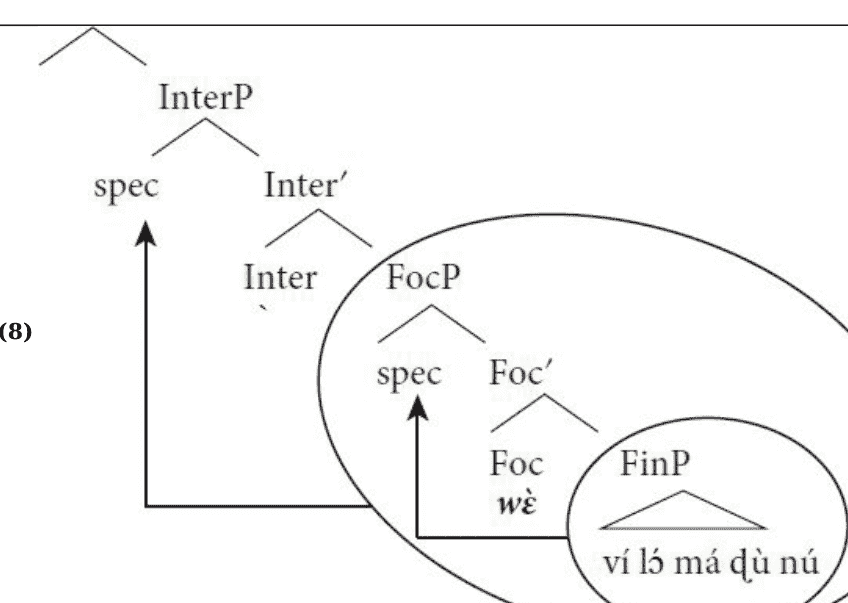 InterP
spec Inter′
Inter FocP
ˋ
(8)
spec Foc′
Foc FinP
wɛ̀
ví lɔ́ má ɖù nú